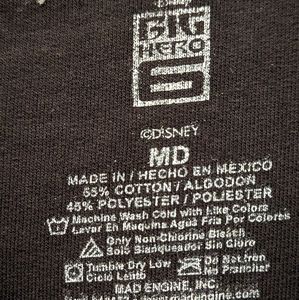 Disney
BIG
HERO
6
©DISNEY
MD
MADE IN / HECHO EN MEXICO
55% COTTON / ALGODON
45% POLYESTER / POLIESTER
Machine Wash Cold with Like Colors
Lavar En Maquina Agua Fria Por Colores
Only Non-Chlorine Bleach
Solo Blanqueador Sin Cloro
Tumble Dry Low Do Not Iron
Ciclo Lento No Planchar
MAD ENGINE, INC.